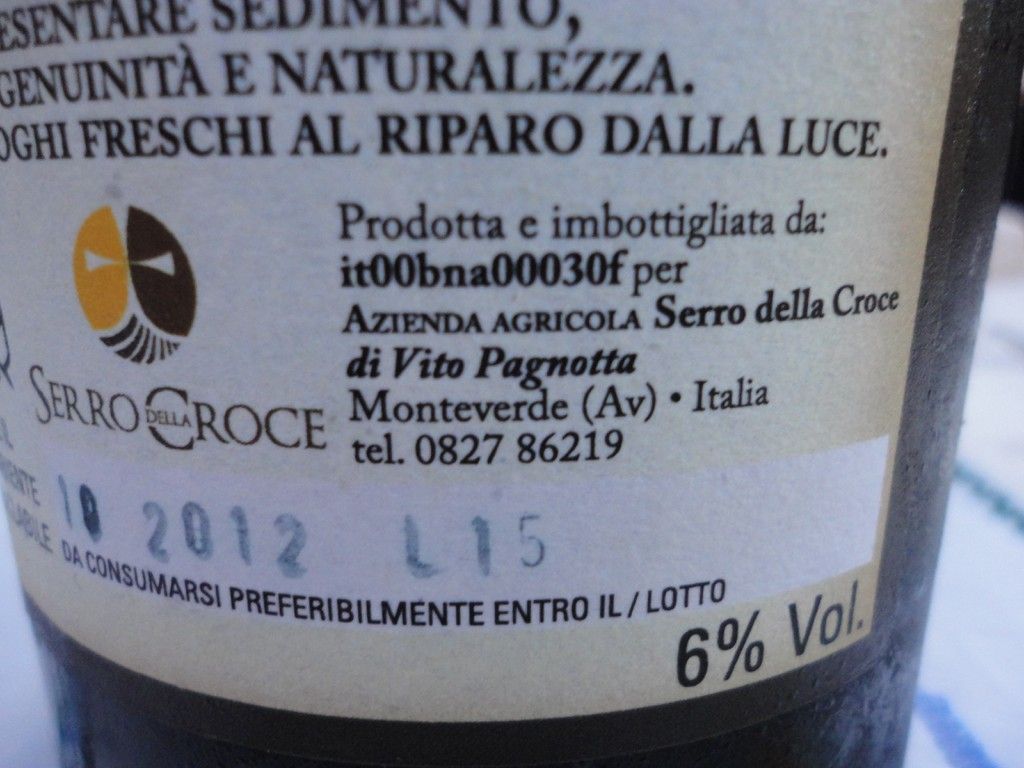 SEDIMENTO,
GENUINITÀ E NATURALEZZA.
FRESCHI AL RIPARO DALLA LUCE.
SERRO DELLA CROCE
Prodotta e imbottigliata da:
it00bna00030f per
AZIENDA AGRICOLA Serro della Croce
di Vito Pagnotta
Monteverde (Av) • Italia
tel. 0827 86219
10 2012 L15
DA CONSUMARSI PREFERIBILMENTE ENTRO IL / LOTTO
6% Vol.